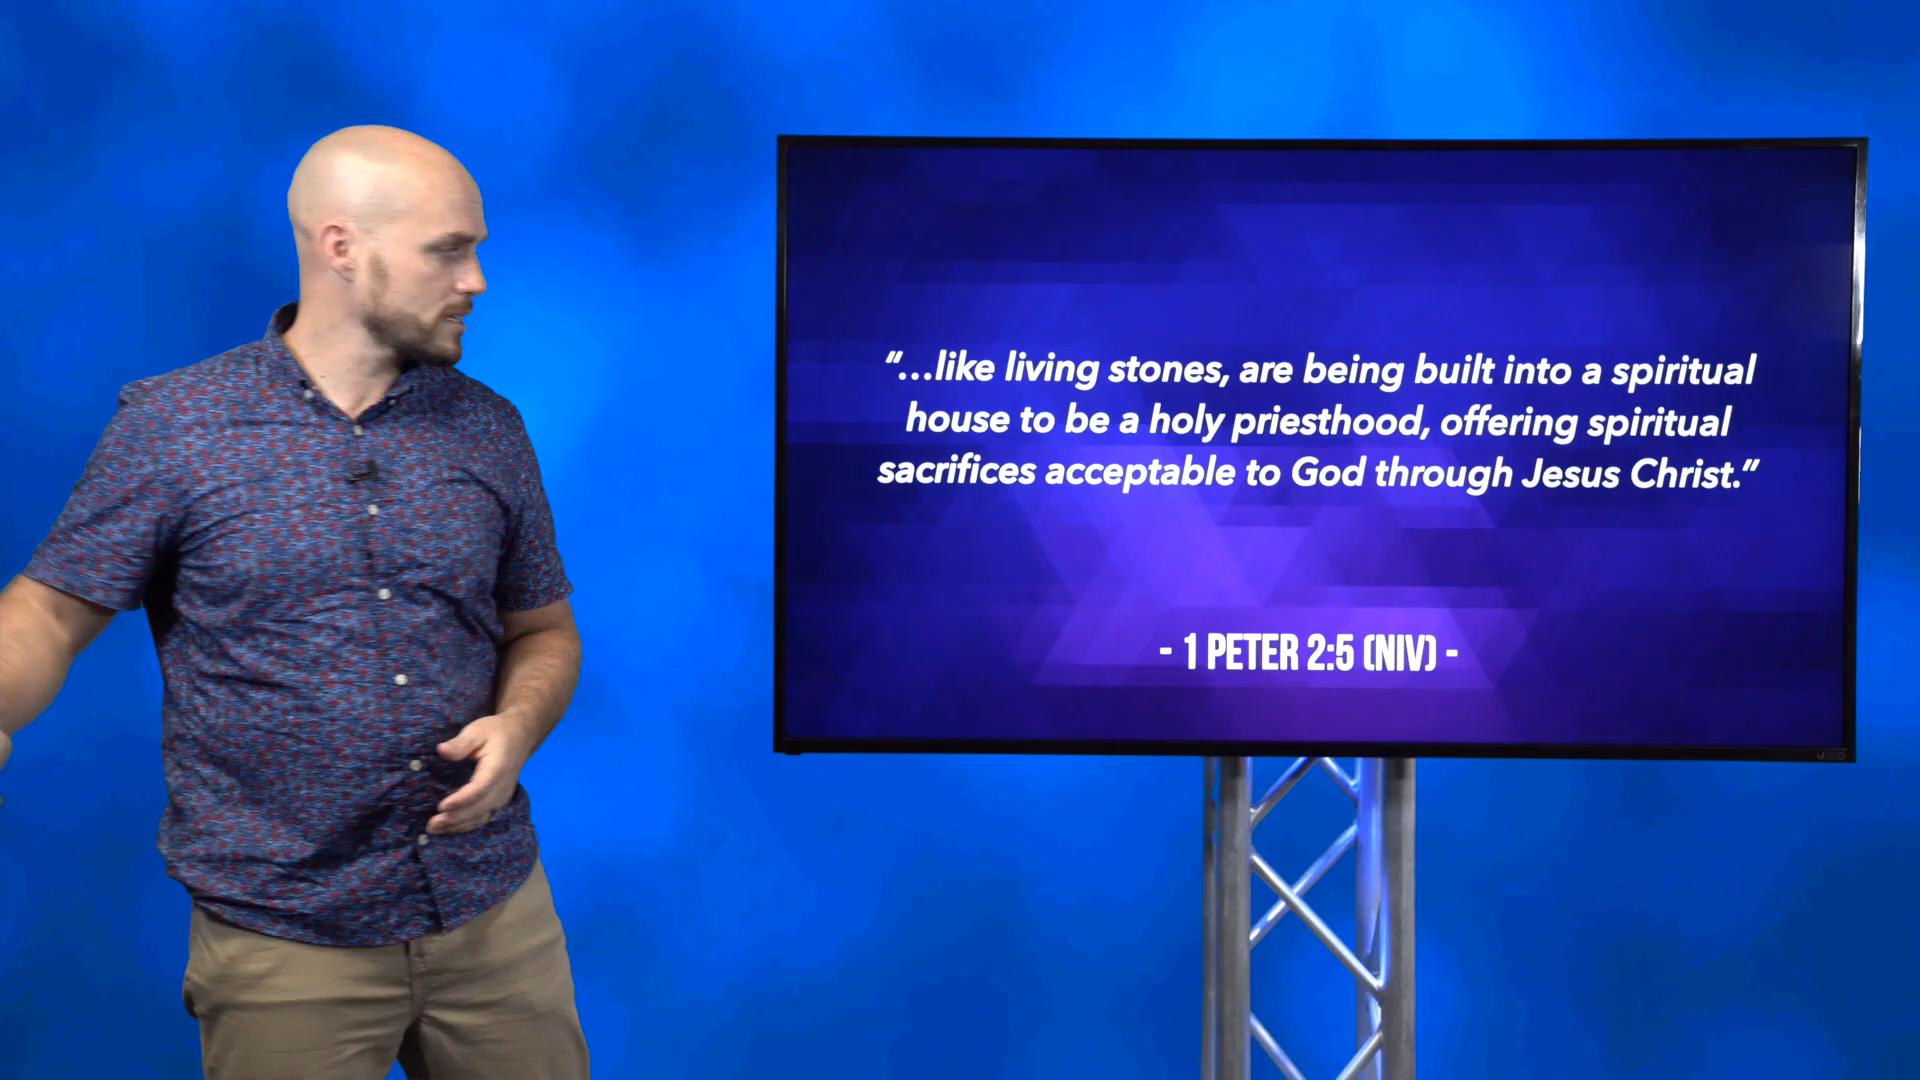 “...like living stones, are being built into a spiritual
house to be a holy priesthood, offering spiritual
sacrifices acceptable to God through Jesus Christ.”
- 1 PETER 2:5 (NIV) -